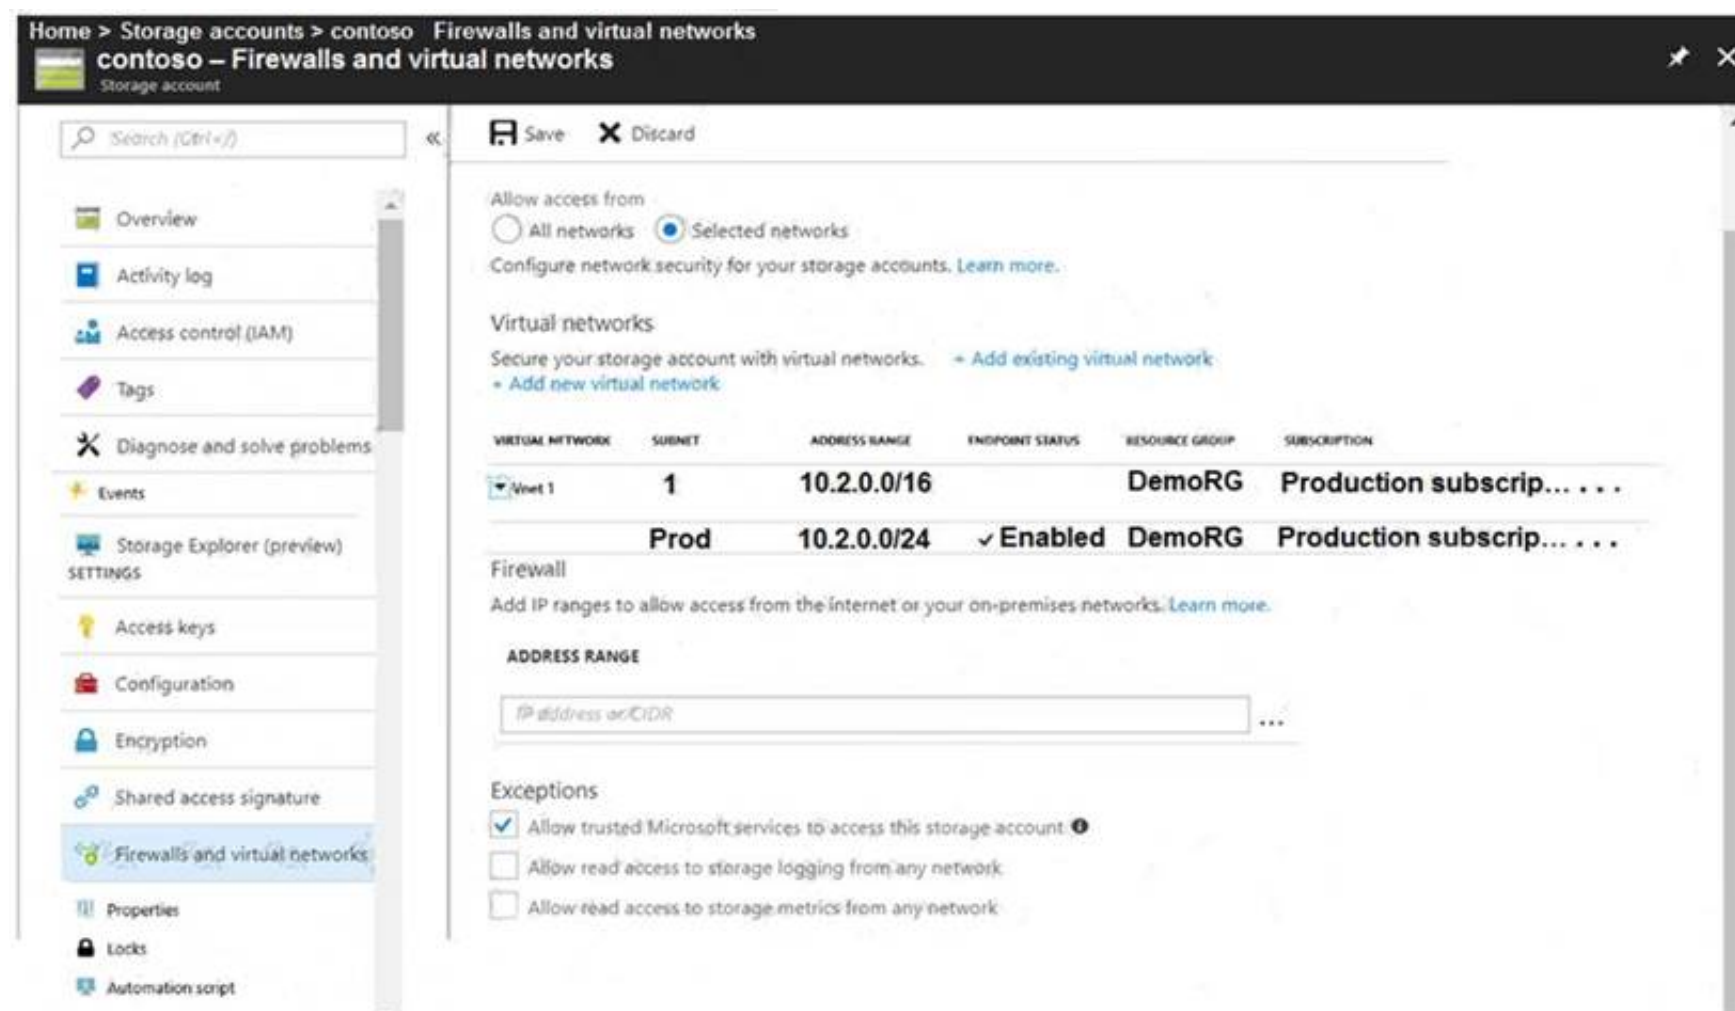 Home > Storage accounts > contoso Firewalls and virtual networks
contoso – Firewalls and virtual networks
Storage account
Search (Ctrl+/)
«
Overview
Activity log
Access control (IAM)
Tags
Diagnose and solve problems
Events
Storage Explorer (preview)
SETTINGS
Access keys
Configuration
Encryption
Shared access signature
Firewalls and virtual networks
Properties
Locks
Automation script
Save Discard
Allow access from
All networks Selected networks
Configure network security for your storage accounts. Learn more.
Virtual networks
Secure your storage account with virtual networks. + Add existing virtual network
+ Add new virtual network
VIRTUAL NETWORK SUBNET ADDRESS RANGE ENDPOINT STATUS RESOURCE GROUP SUBSCRIPTION
Vnet 1 1 10.2.0.0/16 DemoRG Production subscrip... . . .
Prod 10.2.0.0/24 ✓ Enabled DemoRG Production subscrip... . . .
Firewall
Add IP ranges to allow access from the internet or your on-premises networks. Learn more.
ADDRESS RANGE
IP address or CIDR
...
Exceptions
Allow trusted Microsoft services to access this storage account
Allow read access to storage logging from any network
Allow read access to storage metrics from any network